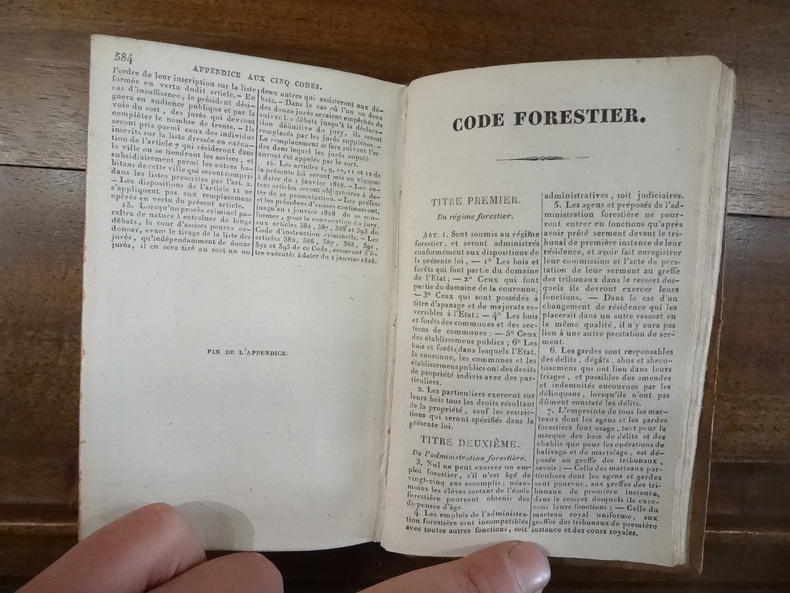 584
APPENDICE AUX CINQ CODES.
l'ordre de leur inscription sur la liste
formée en vertu dudit article. — En
cas d'insuffisance, le président dési-
gnera en audience publique et par la
voie du sort, des jurés qui devront
compléter le nombre de trente. — Ils
seront pris parmi ceux des individus
inscrits sur la liste dressée en exécu-
tion de l'article 7 qui résideront dans
la ville où se tiendront les assises, et
subsidiairement parmi les autres ha-
bitans de cette ville qui seront compris
dans les listes prescrites par l'art. 2.
— Les dispositions de l'article 11 ne
s'appliquent pas aux remplacemens
opérés en vertu du présent article.
13. Lorsqu'un procès criminel pa-
raîtra de nature à entraîner de longs
débats, la cour d'assises pourra or-
donner, avant le tirage de la liste des
jurés, qu'indépendamment de douze
jurés, il en sera tiré au sort un ou
deux autres qui assisteront aux dé-
bats. — Dans le cas où l'un ou deux
des douze jurés seraient empêchés de
suivre les débats jusqu'à la déclara-
tion définitive du jury, ils seront
remplacés par les jurés suppléans. —
Le remplacement se fera suivant l'or-
dre dans lequel les jurés suppléans
auront été appelés par le sort.
14. Les articles 1, 9, 10, 11 et 12 de
la présente loi seront mis en vigueur
à dater du 1 janvier 1828. — Les au-
tres articles seront obligatoires à da-
ter de sa promulgation. — Les préfets
et les présidens d'assises continueront,
jusqu'au 1 janvier 1828 de se con-
former, pour la convocation du jury,
aux articles 382, 387, 388 et 395 du
Code d'instruction criminelle. — Les
articles 382, 386, 387, 388, 391,
392 et 395 de ce Code, cesseront d'ê-
tre exécutés à dater du 1 janvier 1828.
FIN DE L'APPENDICE.
CODE FORESTIER.
TITRE PREMIER.
Du régime forestier.
ART. 1. Sont soumis au régime
forestier, et seront administrés
conformément aux dispositions de
la présente loi, — 1° Les bois et
forêts qui font partie du domaine
de l'Etat; — 2° Ceux qui font
partie du domaine de la couronne,
— 3° Ceux qui sont possédés à
titre d'apanage et de majorats re-
versibles à l'Etat; — 4° Les bois
et forêts des communes et des sec-
tions de communes; — 5° Ceux
des établissemens publics; 6° Les
bois et forêts dans lesquels l'Etat,
la couronne, les communes et les
établissemens publics ont des droits
de propriété indivis avec des par-
ticuliers.
2. Les particuliers exercent sur
leurs bois tous les droits résultant
de la propriété, sauf les restric-
tions qui seront spécifiées dans la
présente loi.
TITRE DEUXIÈME.
De l'administration forestière.
3. Nul ne peut exercer un em-
ploi forestier, s'il n'est âgé de
vingt-cinq ans accomplis; néan-
moins les élèves sortant de l'école
forestière pourront obtenir des
dispenses d'âge.
4. Les emplois de l'administra-
tion forestière sont incompatibles
avec toutes autres fonctions, soit
administratives, soit judiciaires.
5. Les agens et préposés de l'ad-
ministration forestière ne pour-
ront entrer en fonctions qu'après
avoir prêté serment devant le tri-
bunal de première instance de leur
résidence, et avoir fait enregistrer
leur commission et l'acte de pres-
tation de leur serment au greffe
des tribunaux dans le ressort des-
quels ils devront exercer leurs
fonctions. — Dans le cas d'un
changement de résidence qui les
placerait dans un autre ressort en
la même qualité, il n'y aura pas
lieu à une autre prestation de ser-
ment.
6. Les gardes sont responsables
des délits, dégâts, abus et abrou-
tissemens qui ont lieu dans leurs
triages, et passibles des amendes
et indemnités encourues par les
délinquans, lorsqu'ils n'ont pas
dûment constaté les délits.
7. L'empreinte de tous les mar-
teaux dont les agens et les gardes
forestiers font usage, tant pour la
marque des bois de délits et des
chablis que pour les opérations de
balivage et de martelage, est dé-
posée au greffe des tribunaux,
savoir: — Celle des marteaux par-
ticuliers dont les agens et gardes
sont pourvus, aux greffes des tri-
bunaux de première instance,
dans le ressort desquels ils exer-
cent leurs fonctions; — Celle du
marteau royal uniforme, aux
greffes des tribunaux de première
instance et des cours royales.